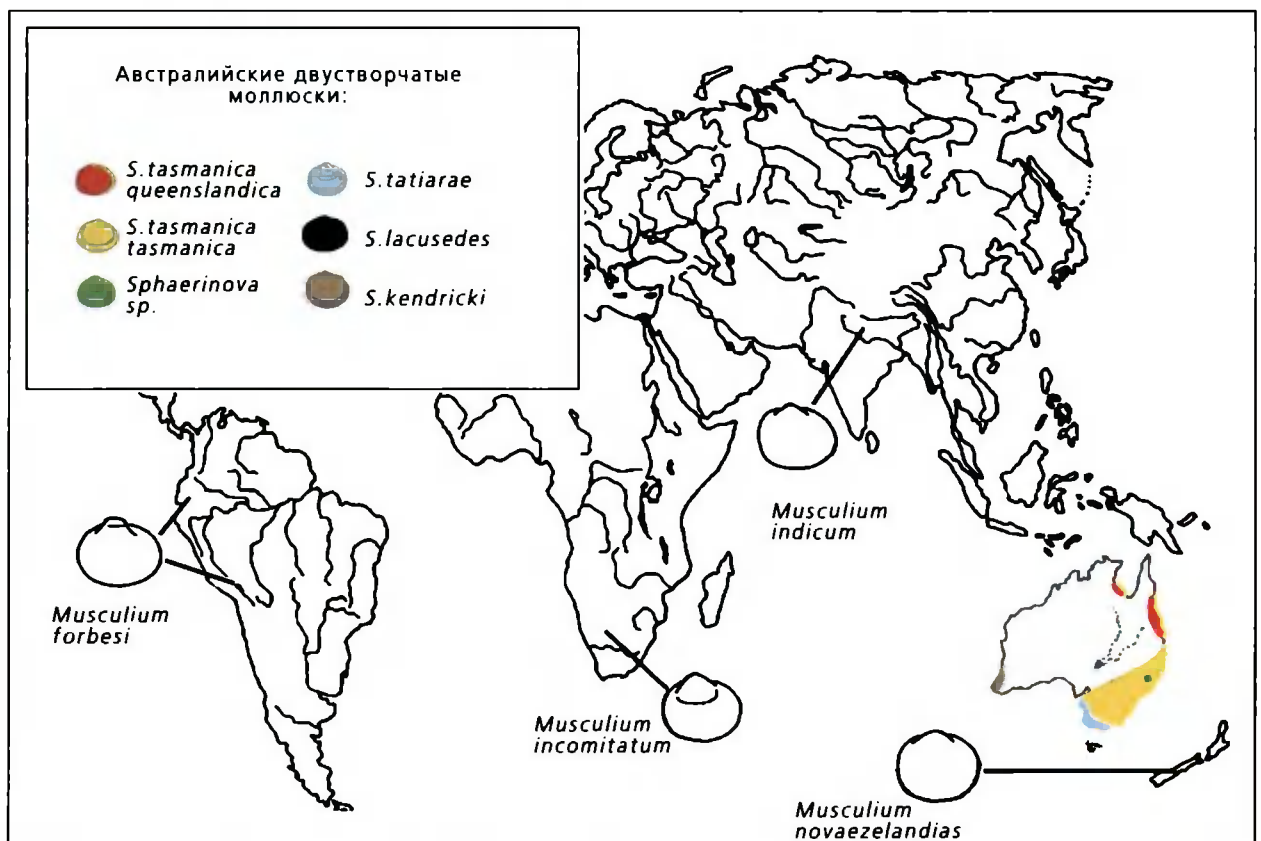 Австралийские двустворчатые
моллюски:
S.tasmanica
queenslandica
S.tasmanica
tasmanica
Sphaerinova
sp.
S.tatiarae
S.lacusedes
S.kendricki
Musculium
indicum
Musculium
forbesi
Musculium
incomitatum
Musculium
novaezelandias